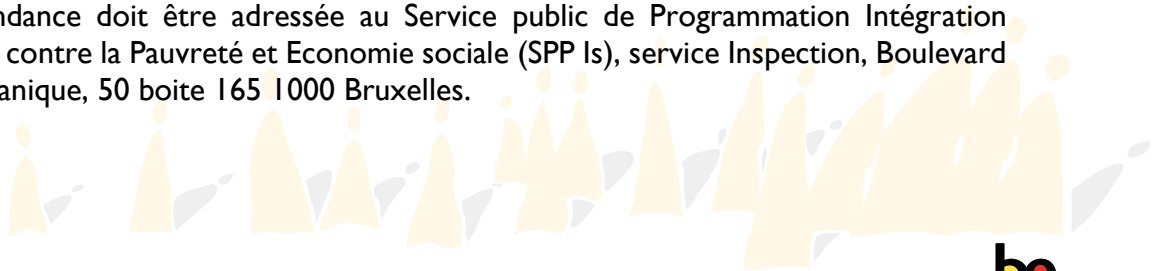 ndance doit être adressée au Service public de Programmation Intégration
contre la Pauvreté et Economie sociale (SPP Is), service Inspection, Boulevard
anique, 50 boite 165 1000 Bruxelles.
be